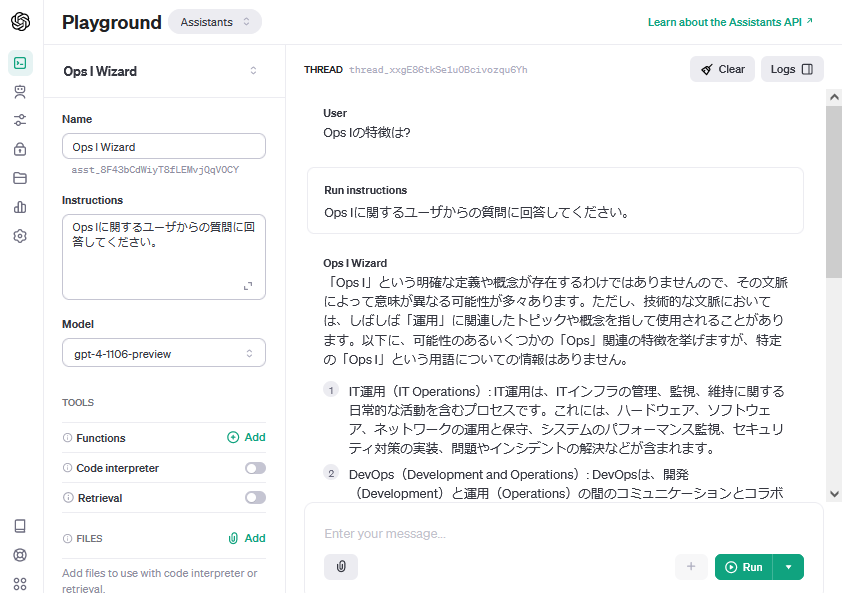 Playground
Assistants
Learn about the Assistants API ↗
Ops I Wizard
Name
Ops I Wizard
asst_8F43bCdWiyT8fLEMvjQqVOCY
Instructions
Ops Iに関するユーザからの質問に回
答してください。
Model
gpt-4-1106-preview
TOOLS
Functions
Add
Code interpreter
Retrieval
FILES
Add
Add files to use with code interpreter or
retrieval.
THREAD thread_xxgE86tkSe1uOBcivozqu6Yh
Clear
Logs
User
Ops Iの特徴は?
Run instructions
Ops Iに関するユーザからの質問に回答してください。
Ops I Wizard
「Ops I」という明確な定義や概念が存在するわけではありませんので、その文脈
によって意味が異なる可能性が多々あります。ただし、技術的な文脈において
は、しばしば「運用」に関連したトピックや概念を指して使用されることがあり
ます。以下に、可能性のあるいくつかの「Ops」関連の特徴を挙げますが、特定
の「Ops I」という用語についての情報はありません。
1 IT運用（IT Operations）: IT運用は、ITインフラの管理、監視、維持に関する
日常的な活動を含むプロセスです。これには、ハードウェア、ソフトウェ
ア、ネットワークの運用と保守、システムのパフォーマンス監視、セキュリ
ティ対策の実装、問題やインシデントの解決などが含まれます。
2 DevOps（Development and Operations）: DevOpsは、開発
（Development）と運用（Operations）の間のコミュニケーションとコラボ
Enter your message...
Run